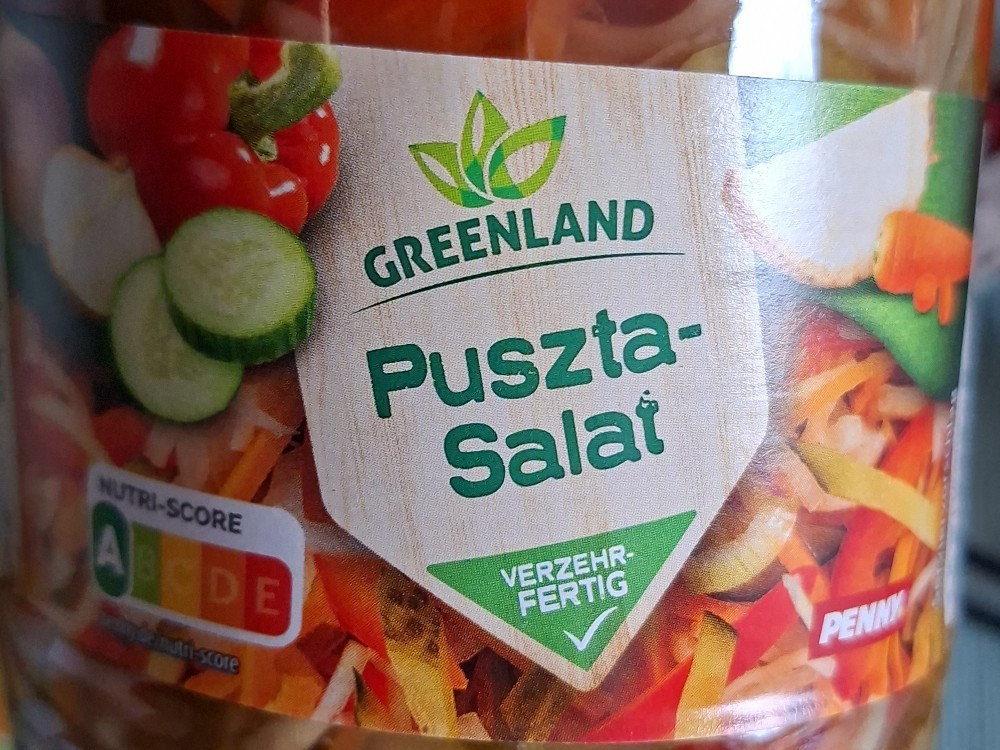 GREENLAND
Puszta-
Salat
VERZEHR-
FERTIG
NUTRI-SCORE
A B C D E
PENNY